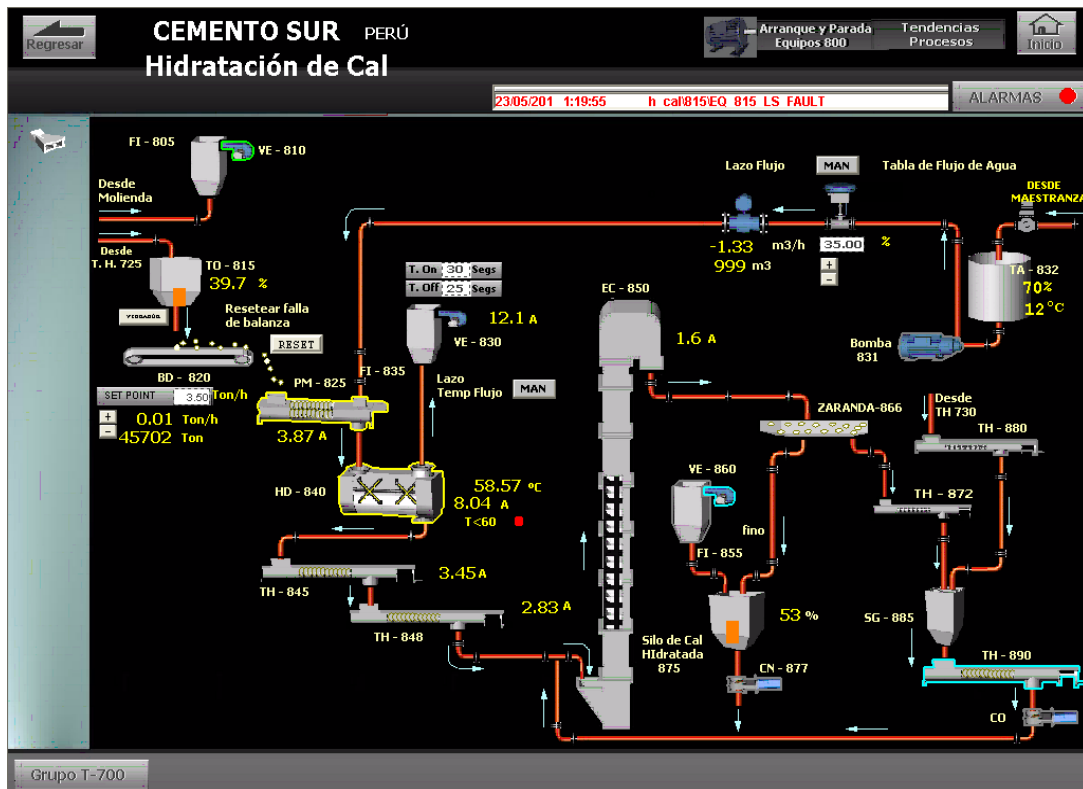 Regresar
CEMENTO SUR PERÚ
Hidratación de Cal
Arranque y Parada
Equipos 800
Tendencias
Procesos
Inicio
23/05/201 1:19:55 h_cal\815\EQ_815_LS_FAULT
ALARMAS
FI - 805
VE - 810
Desde
Molienda
Desde
T. H. 725
TO - 815
39.7 %
Resetear falla
de balanza
RESET
BD - 820
SET POINT 3.50 Ton/h
+
-
0.01 Ton/h
45702 Ton
PM - 825
3.87 A
FI - 835
T. On 30 Segs
T. Off 25 Segs
12.1 A
VE - 830
Lazo
Temp Flujo
MAN
HD - 840
58.57 ºC
8.04 A
T<60
TH - 845
3.45 A
TH - 848
2.83 A
EC - 850
1.6 A
Lazo Flujo
MAN
Tabla de Flujo de Agua
-1.33 m3/h
999 m3
35.00 %
+
-
DESDE
MAESTRANZA
TA - 832
70%
12°C
Bomba
831
ZARANDA-866
Desde
TH 730
TH - 880
VE - 860
fino
FI - 855
53 %
TH - 872
SG - 885
Silo de Cal
HIdratada
875
CN - 877
TH - 890
CO
Grupo T-700